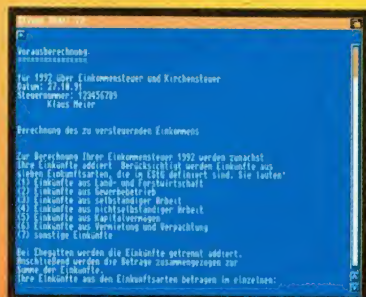 Vorausberechnung
================
für 1992 über Einkommensteuer und Kirchensteuer
Datum: 27.10.91
Steuernummer: 123456789
Klaus Meier
Berechnung des zu versteuernden Einkommens
Zur Berechnung Ihrer Einkommensteuer 1992 werden zunächst
Ihre Einkünfte addiert. Berücksichtigt werden Einkünfte aus
sieben Einkunftsarten, die im EStG definiert sind. Sie lauten:
(1) Einkünfte aus Land- und Forstwirtschaft
(2) Einkünfte aus Gewerbebetrieb
(3) Einkünfte aus selbständiger Arbeit
(4) Einkünfte aus nichtselbständiger Arbeit
(5) Einkünfte aus Kapitalvermögen
(6) Einkünfte aus Vermietung und Verpachtung
(7) sonstige Einkünfte
Bei Ehegatten werden die Einkünfte getrennt addiert.
Anschließend werden die Beträge zusammengezogen zur
Summe der Einkünfte.
Ihre Einkünfte aus den Einkunftsarten betragen im einzelnen: